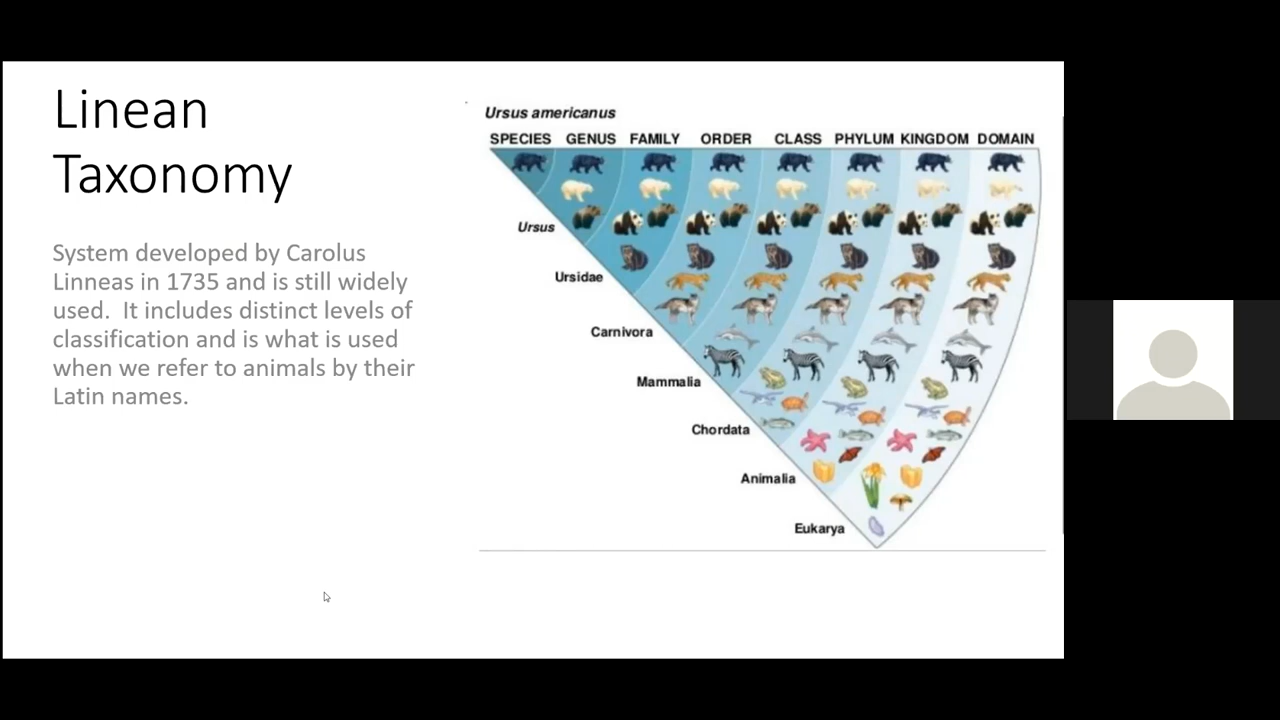 Linean
Taxonomy
System developed by Carolus
Linneas in 1735 and is still widely
used.  It includes distinct levels of
classification and is what is used
when we refer to animals by their
Latin names.
Ursus americanus
SPECIES GENUS FAMILY ORDER CLASS PHYLUM KINGDOM DOMAIN
Ursus
Ursidae
Carnivora
Mammalia
Chordata
Animalia
Eukarya